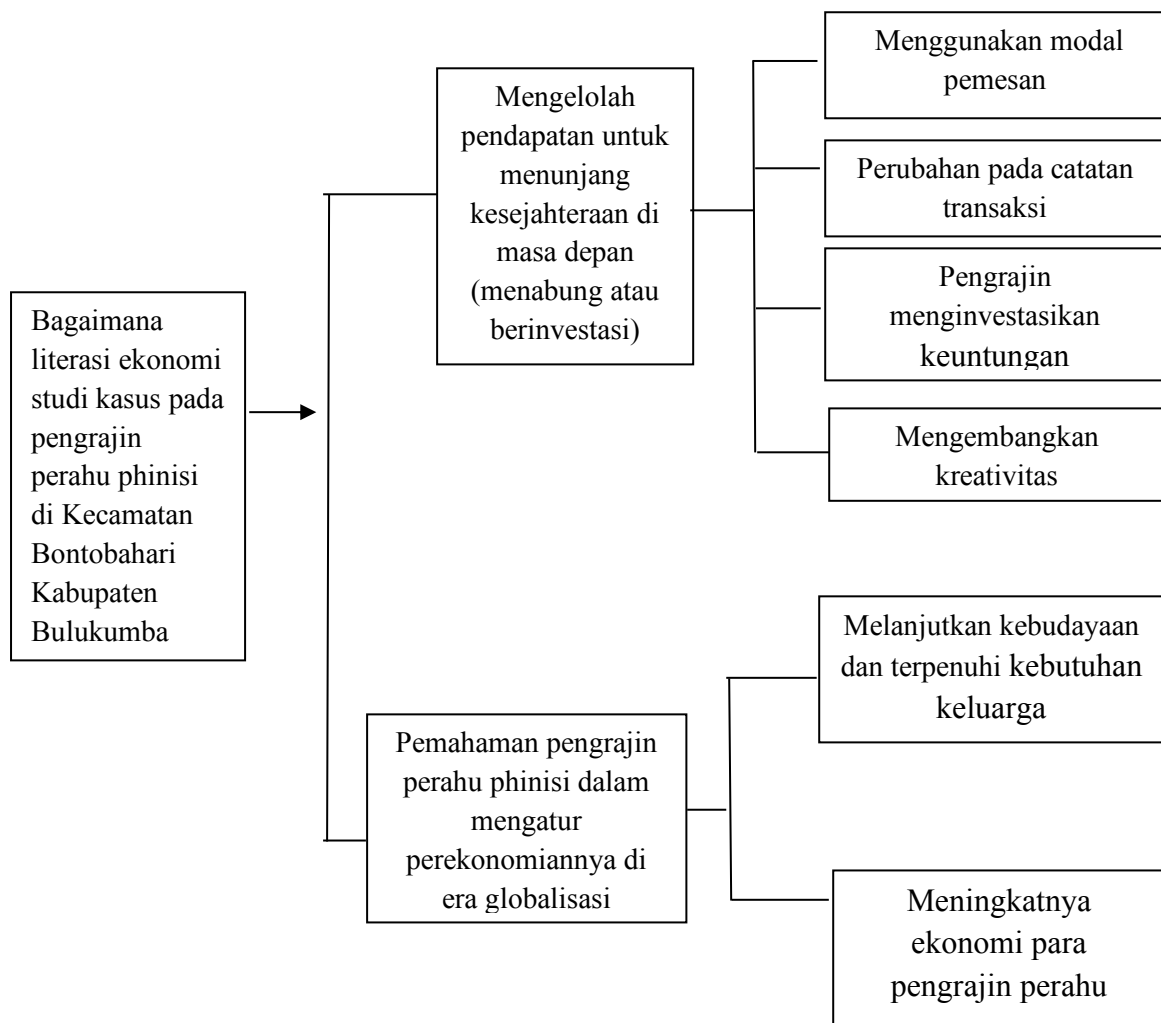 Bagaimana
literasi ekonomi
studi kasus pada
pengrajin
perahu phinisi
di Kecamatan
Bontobahari
Kabupaten
Bulukumba
Mengelolah
pendapatan untuk
menunjang
kesejahteraan di
masa depan
(menabung atau
berinvestasi)
Menggunakan modal
pemesan
Perubahan pada catatan
transaksi
Pengrajin
menginvestasikan
keuntungan
Mengembangkan
kreativitas
Pemahaman pengrajin
perahu phinisi dalam
mengatur
perekonomiannya di
era globalisasi
Melanjutkan kebudayaan
dan terpenuhi kebutuhan
keluarga
Meningkatnya
ekonomi para
pengrajin perahu